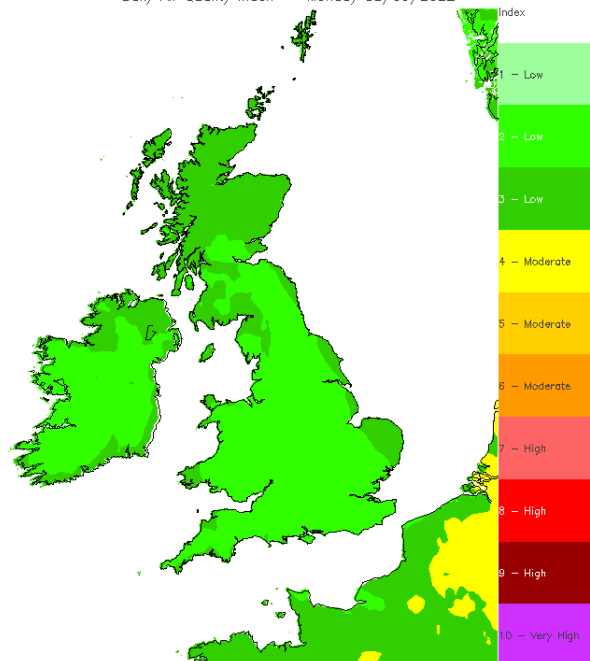 Index
1 - Low
2 - Low
3 - Low
4 - Moderate
5 - Moderate
6 - Moderate
7 - High
8 - High
9 - High
10 - Very High